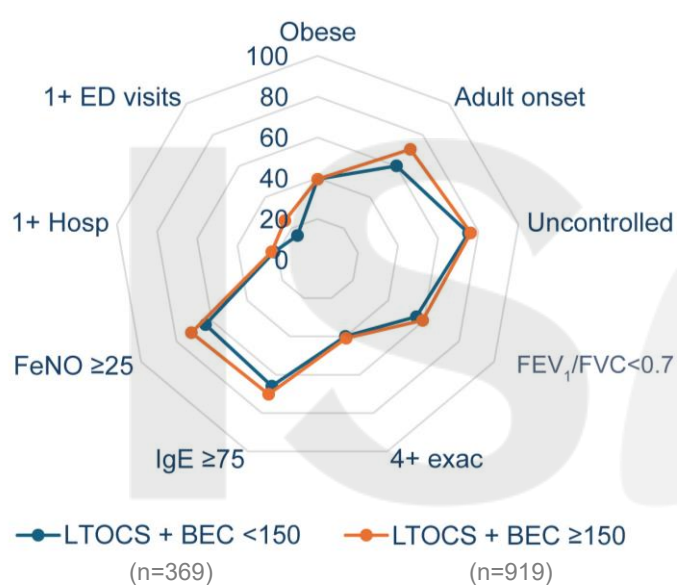 Obese
100
1+ ED visits
80
Adult onset
60
40
1+ Hosp
20
Uncontrolled
0
FeNO ≥25
FEV₁/FVC<0.7
IgE ≥75
4+ exac
LTOCS + BEC <150
LTOCS + BEC ≥150
(n=369)
(n=919)